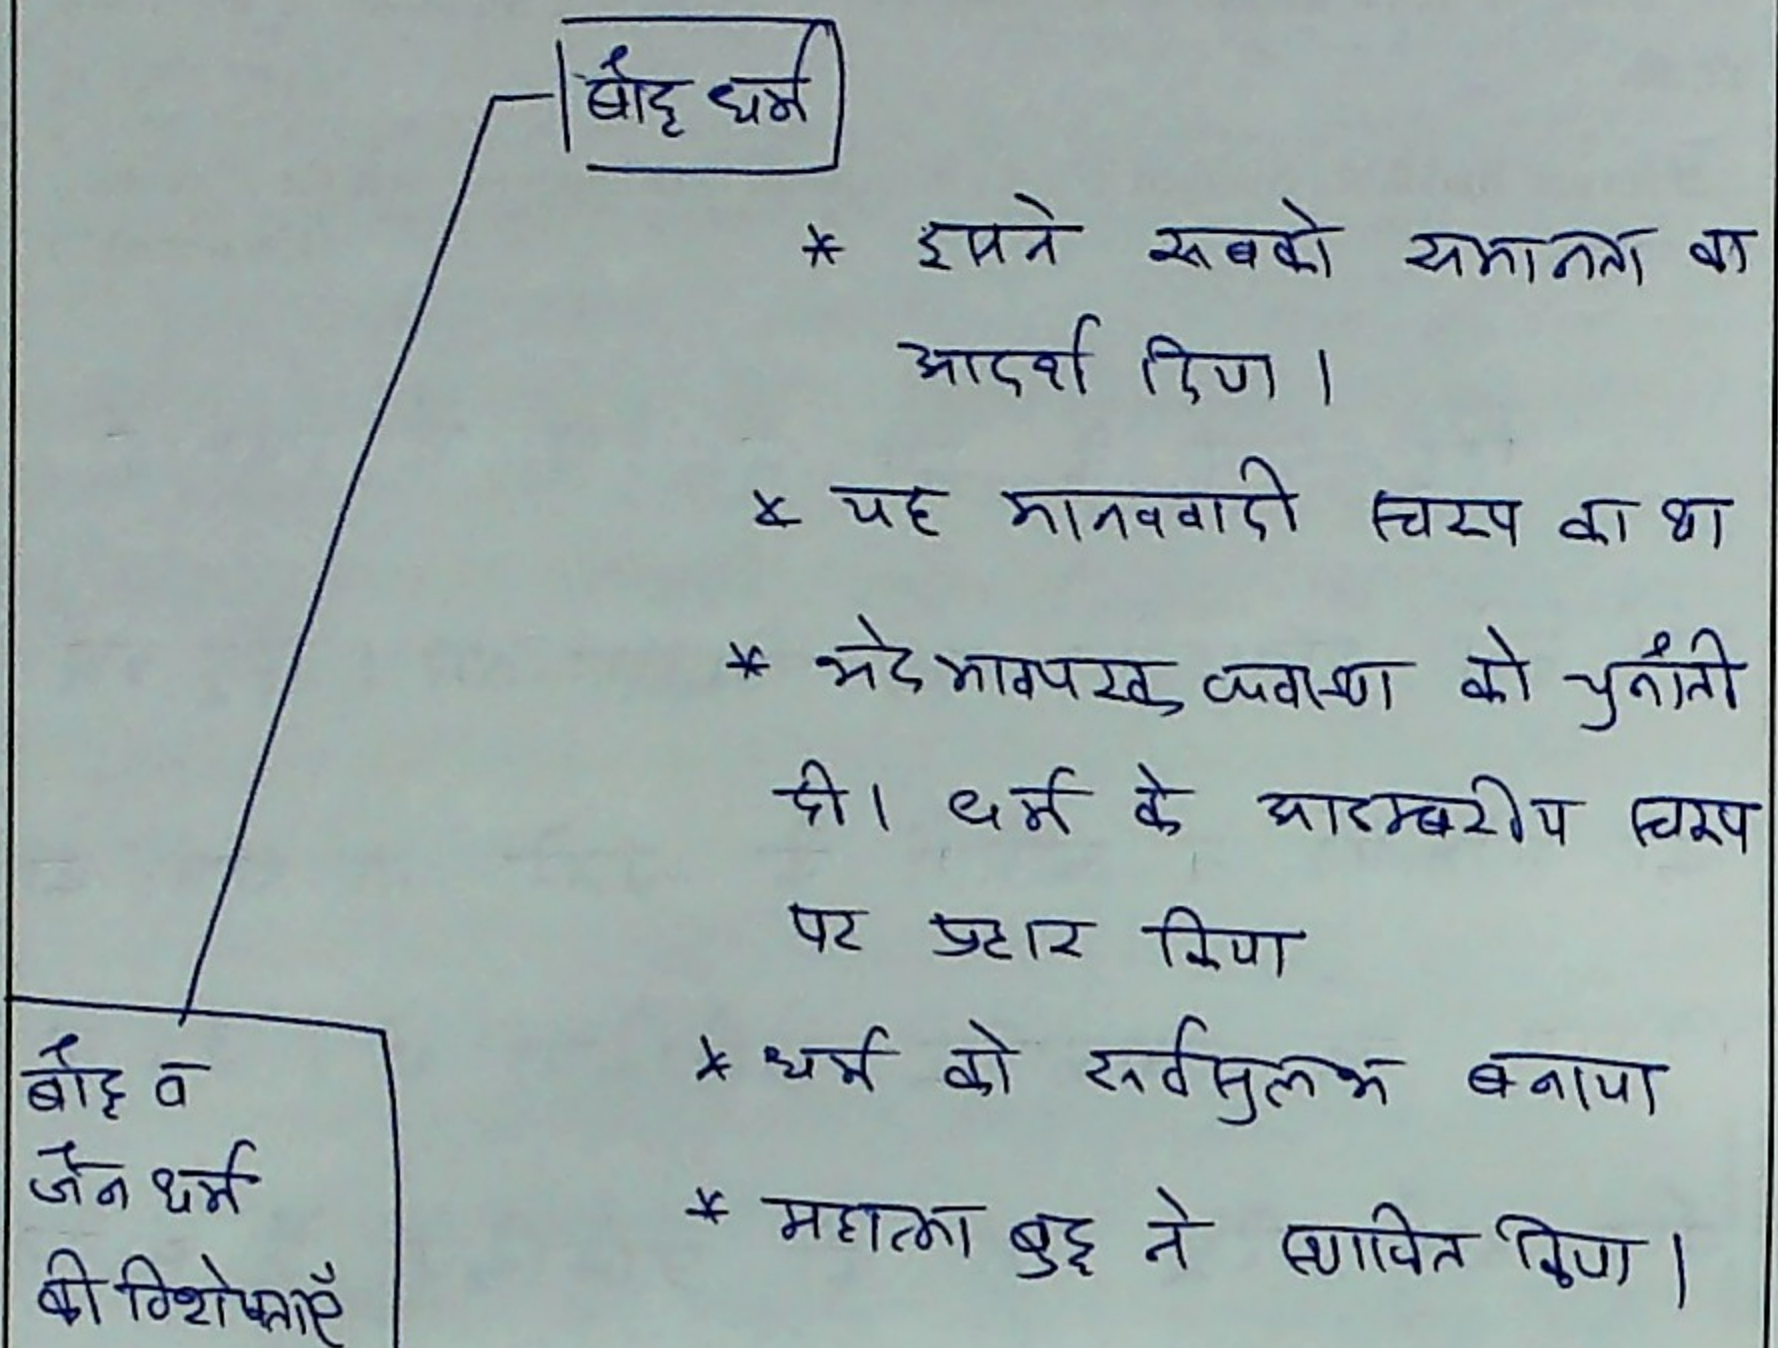 बौद्ध धर्म
* इसने सबको समानता का
आदर्श दिया।
* यह मानववादी स्वरूप का था
* भेदभावपरक व्यवस्था को चुनौती
दी। धर्म के आडम्बरीय स्वरूप
पर प्रहार किया
* धर्म को सर्वसुलभ बनाया
* महात्मा बुद्ध ने स्थापित किया।
बौद्ध व
जैन धर्म
की विशेषताएँ